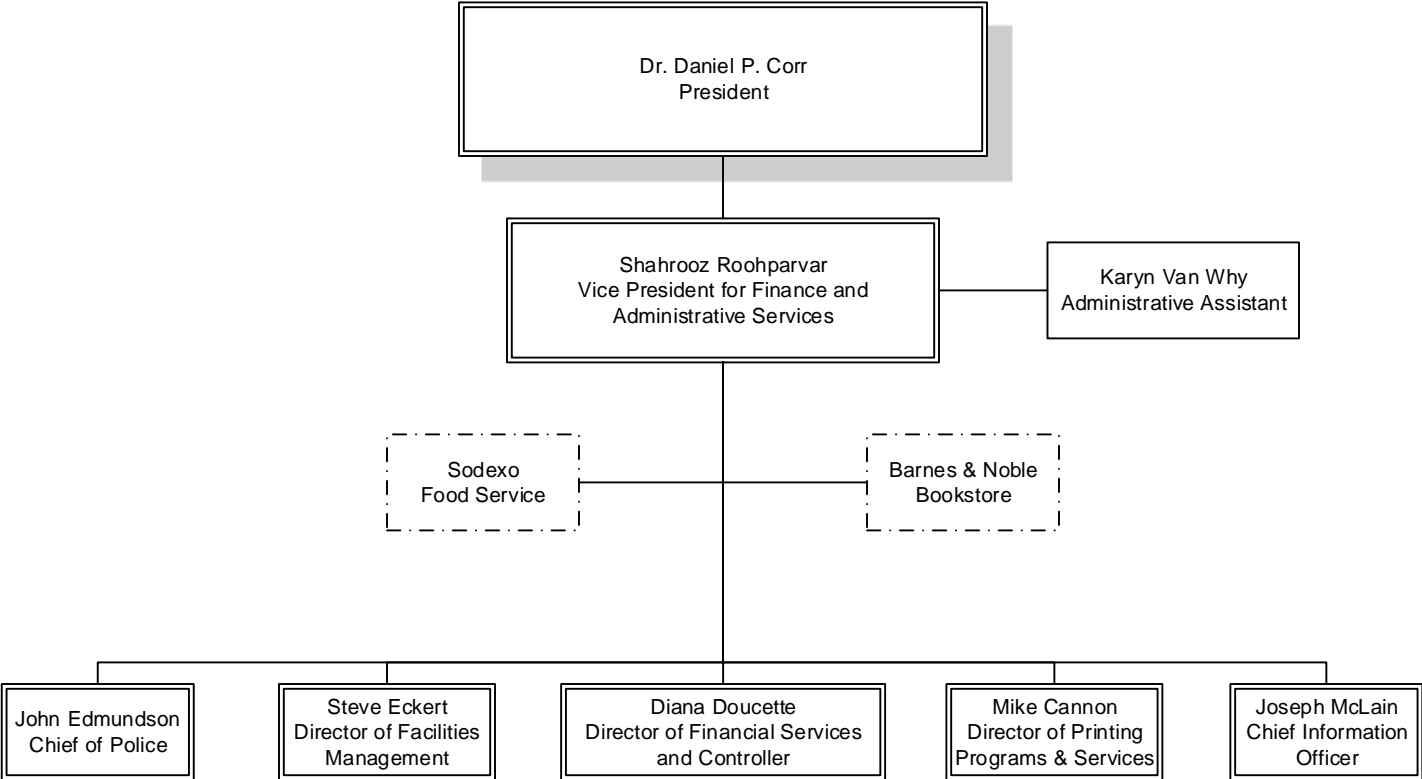 Dr. Daniel P. Corr
President
Shahrooz Roohparvar
Vice President for Finance and
Administrative Services
Karyn Van Why
Administrative Assistant
Sodexo
Food Service
Barnes & Noble
Bookstore
John Edmundson
Chief of Police
Steve Eckert
Director of Facilities
Management
Diana Doucette
Director of Financial Services
and Controller
Mike Cannon
Director of Printing
Programs & Services
Joseph McLain
Chief Information
Officer